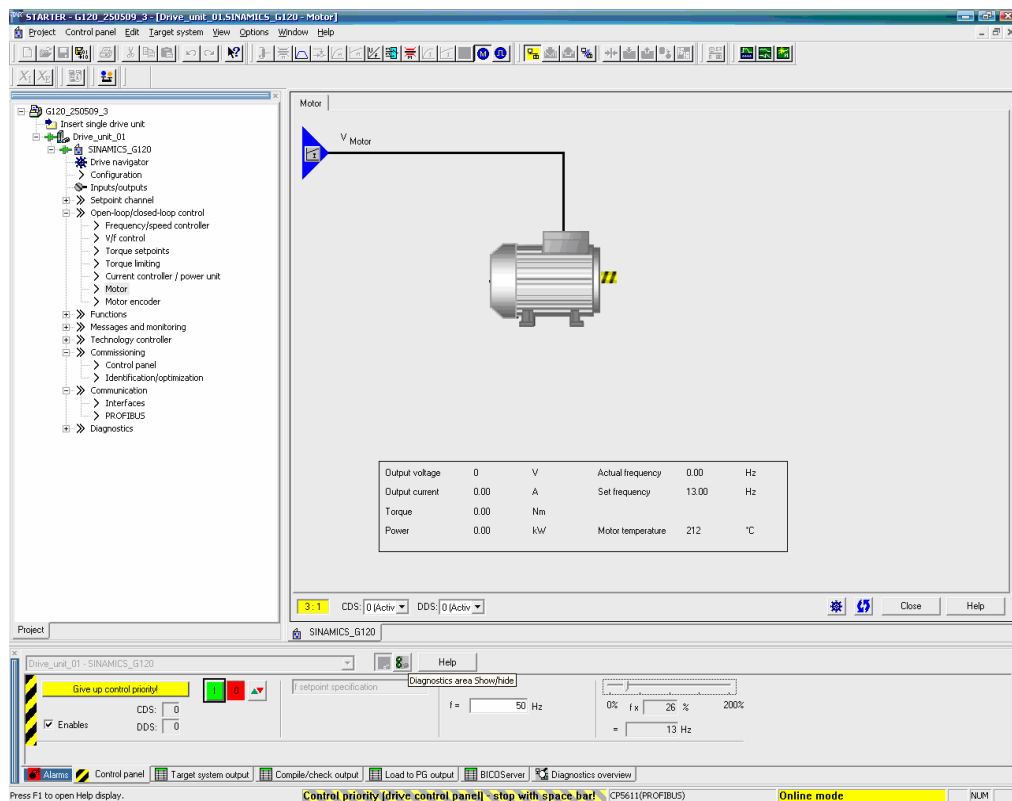 STARTER - G120_250509_3 - [Drive_unit_01.SINAMICS_G120 - Motor]
Project Control panel Edit Target system View Options Window Help
G120_250509_3
Insert single drive unit
Drive_unit_01
SINAMICS_G120
Drive navigator
Configuration
Inputs/outputs
Setpoint channel
Open-loop/closed-loop control
Frequency/speed controller
V/f control
Torque setpoints
Torque limiting
Current controller / power unit
Motor
Motor encoder
Functions
Messages and monitoring
Technology controller
Commissioning
Control panel
Identification/optimization
Communication
Interfaces
PROFIBUS
Diagnostics
Project
Motor
V Motor
Output voltage 0 V Actual frequency 0.00 Hz
Output current 0.00 A Set frequency 13.00 Hz
Torque 0.00 Nm
Power 0.00 kW Motor temperature 212 °C
3 : 1 CDS: 0 (Activ DDS: 0 (Activ Close Help
SINAMICS_G120
Drive_unit_01 - SINAMICS_G120 Help
Diagnostics area Show/hide
Give up control priority! I 0 f setpoint specification
CDS: 0 f = 50 Hz 0% f x 26 % 200%
Enables DDS: 0 = 13 Hz
Alarms Control panel Target system output Compile/check output Load to PG output BICOServer Diagnostics overview
Press F1 to open Help display. Control priority [drive control panel] - stop with space bar! CP5611(PROFIBUS) Online mode NUM